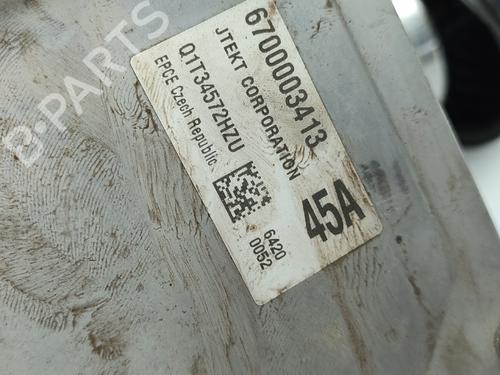 6700003413
JTEKT CORPORATION
Q1T34572HZU
EPCE Czech Republic
45A
6420
0052
B-PARTS